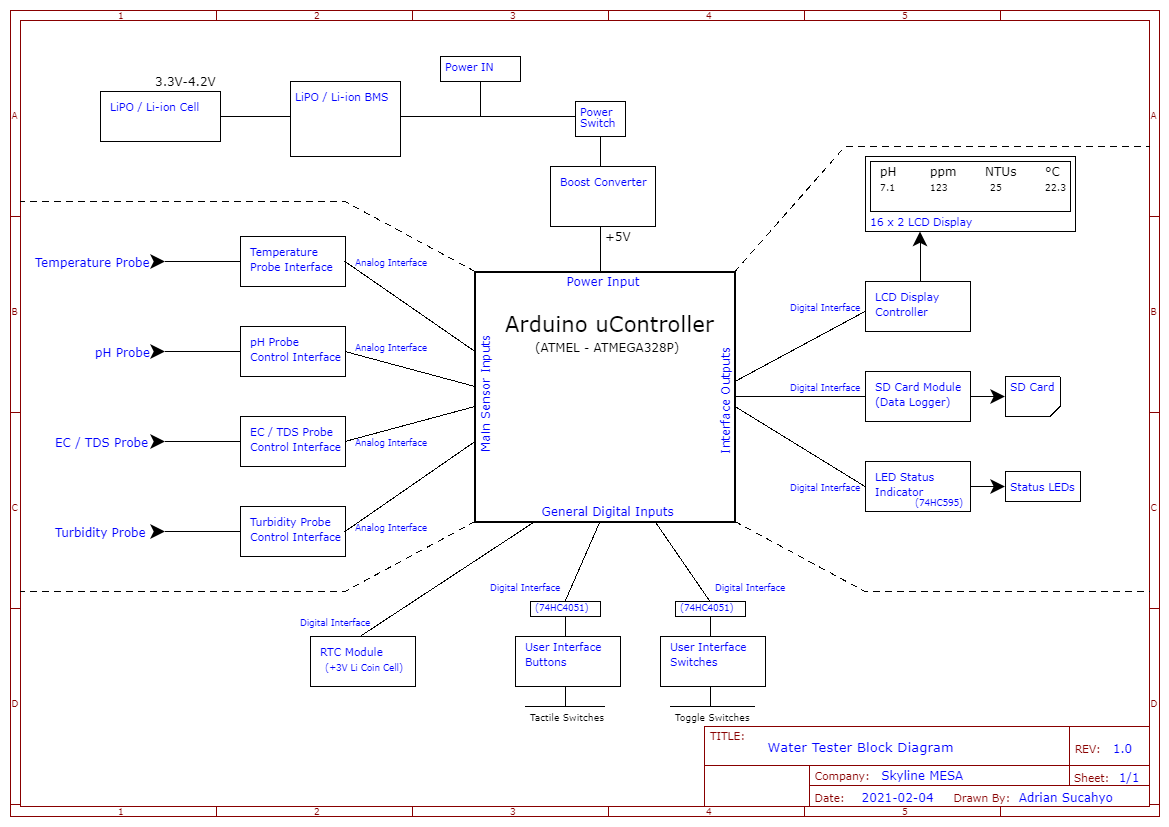 1 2 3 4 5
A A
B B
C C
D D
1 2 3 4 5
3.3V-4.2V
LiPO / Li-ion Cell
LiPO / Li-ion BMS
Power IN
Power
Switch
Boost Converter
+5V
pH ppm NTUs °C
7.1 123 25 22.3
16 x 2 LCD Display
Temperature Probe
Temperature
Probe Interface
Analog Interface
pH Probe
pH Probe
Control Interface
Analog Interface
EC / TDS Probe
EC / TDS Probe
Control Interface
Analog Interface
Turbidity Probe
Turbidity Probe
Control Interface
Analog Interface
Power Input
Arduino uController
(ATMEL - ATMEGA328P)
Main Sensor Inputs
Interface Outputs
General Digital Inputs
Digital Interface
LCD Display
Controller
Digital Interface
SD Card Module
(Data Logger)
SD Card
Digital Interface
LED Status
Indicator
(74HC595)
Status LEDs
Digital Interface
RTC Module
(+3V Li Coin Cell)
Digital Interface
(74HC4051)
User Interface
Buttons
Tactile Switches
Digital Interface
(74HC4051)
User Interface
Switches
Toggle Switches
TITLE:
Water Tester Block Diagram
REV: 1.0
Company: Skyline MESA
Sheet: 1/1
Date: 2021-02-04 Drawn By: Adrian Sucahyo